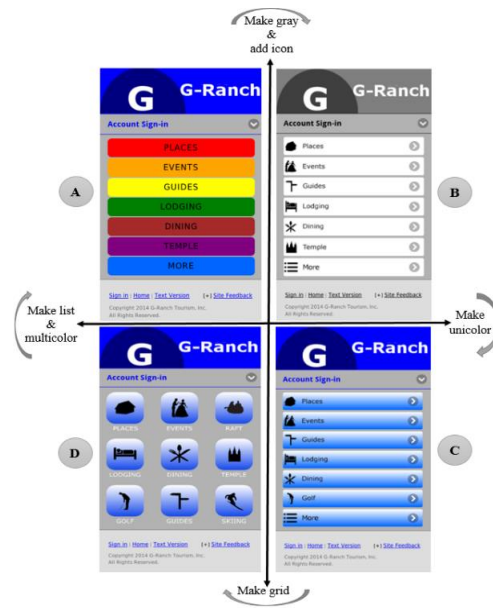 Make gray
&
add icon
G G-Ranch
Account Sign-in
PLACES
EVENTS
GUIDES
LODGING
DINING
TEMPLE
MORE
Sign in | Home | Text Version [+] Site Feedback
Copyright 2014 G-Ranch Tourism, Inc.
All Rights Reserved.
A
G G-Ranch
Account Sign-in
Places
Events
Guides
Lodging
Dining
Temple
More
Sign in | Home | Text Version [+] Site Feedback
Copyright 2014 G-Ranch Tourism, Inc.
All Rights Reserved.
B
Make list
&
multicolor
Make
unicolor
G G-Ranch
Account Sign-in
PLACES EVENTS RAFT
LODGING DINING TEMPLE
GOLF GUIDES SKIING
Sign in | Home | Text Version [+] Site Feedback
Copyright 2014 G-Ranch Tourism, Inc.
All Rights Reserved.
D
G G-Ranch
Account Sign-in
Places
Events
Guides
Lodging
Dining
Golf
More
Sign in | Home | Text Version [+] Site Feedback
Copyright 2014 G-Ranch Tourism, Inc.
All Rights Reserved.
C
Make grid